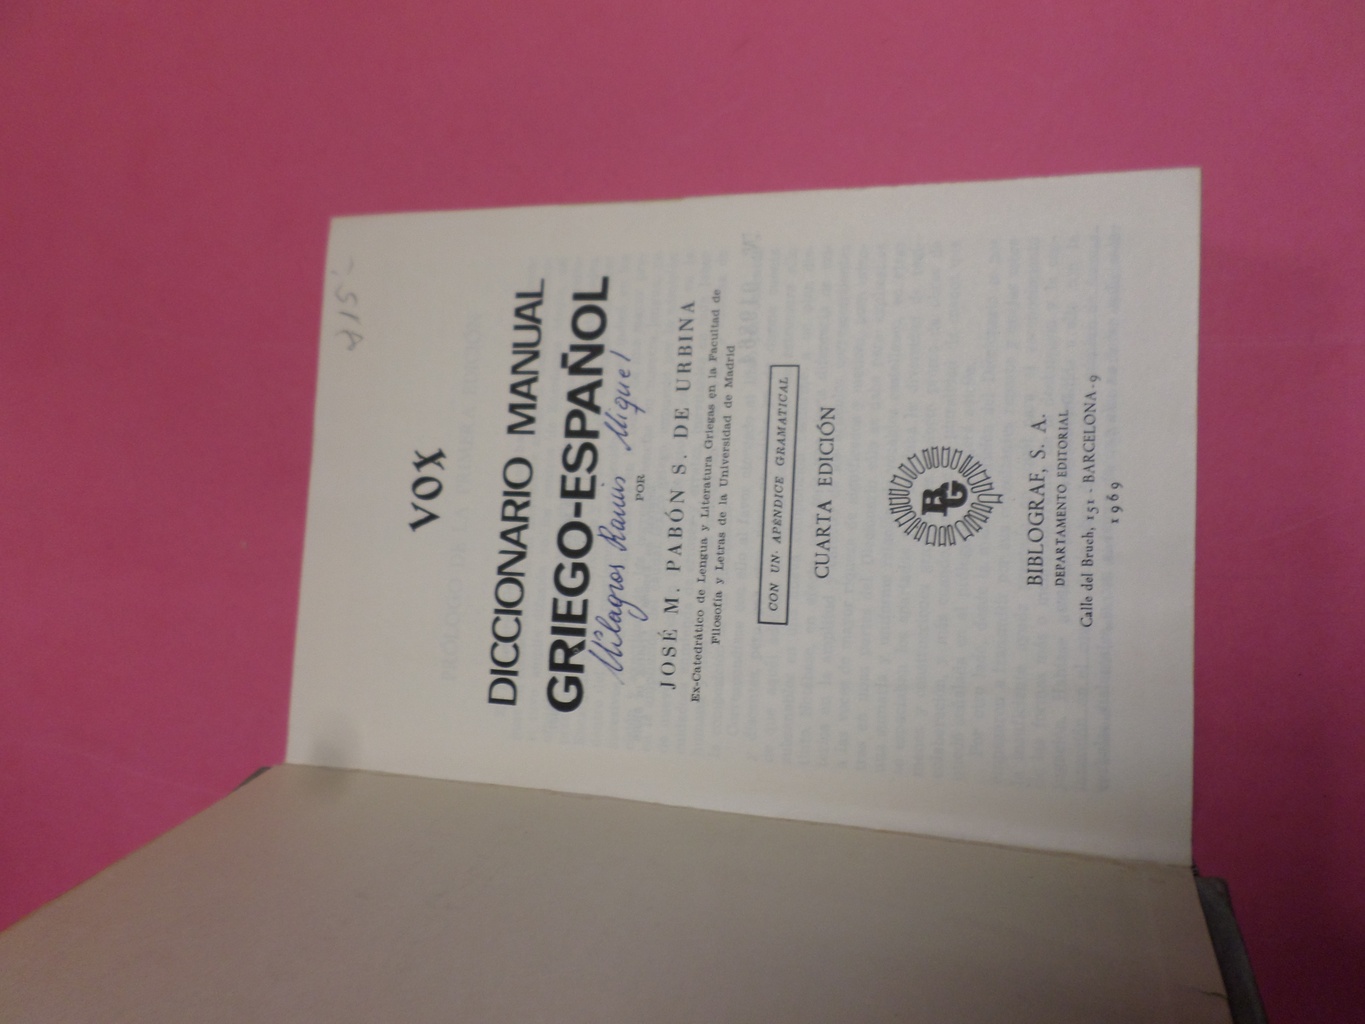 VOX
DICCIONARIO MANUAL
GRIEGO-ESPAÑOL
Milagros Ramis Miquel
POR
JOSÉ M. PABÓN S. DE URBINA
Ex-Catedrático de Lengua y Literatura Griegas en la Facultad de
Filosofía y Letras de la Universidad de Madrid
CON UN APÉNDICE GRAMATICAL
CUARTA EDICIÓN
BIBLOGRAF, S. A.
DEPARTAMENTO EDITORIAL
Calle del Bruch, 151 - BARCELONA-9
1969